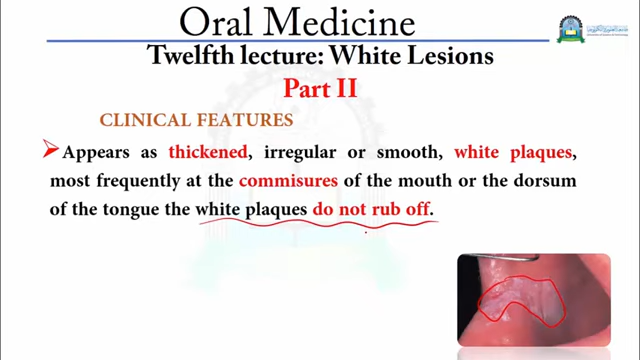 Oral Medicine
Twelfth lecture: White Lesions
Part II
CLINICAL FEATURES
Appears as thickened, irregular or smooth, white plaques,
most frequently at the commisures of the mouth or the dorsum
of the tongue the white plaques do not rub off.